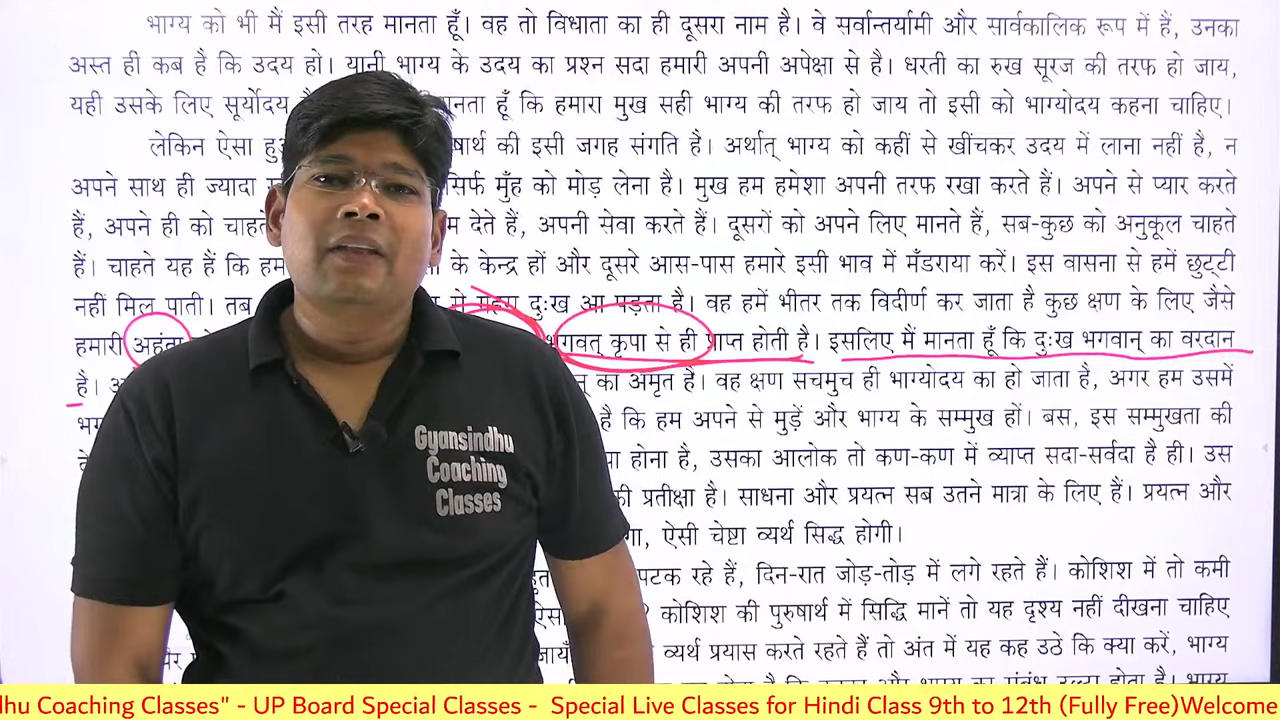 भाग्य को भी मैं इसी तरह मानता हूँ। वह तो विधाता का ही दूसरा नाम है। वे सर्वान्तर्यामी और सार्वकालिक रूप में हैं, उनका
अस्त ही कब है कि उदय हो। यानी भाग्य के उदय का प्रश्न सदा हमारी अपनी अपेक्षा से है। धरती का रुख सूरज की तरफ हो जाय,
यही उसके लिए सूर्योदय मानता हूँ कि हमारा मुख सही भाग्य की तरफ हो जाय तो इसी को भाग्योदय कहना चाहिए।
लेकिन ऐसा की इसी जगह संगति है। अर्थात् भाग्य को कहीं से खींचकर उदय में लाना नहीं है, न
अपने साथ ही ज्यादा सिर्फ मुँह को मोड़ लेना है। मुख हम हमेशा अपनी तरफ रखा करते हैं। अपने से प्यार करते
हैं, अपने ही को चाहते देते हैं, अपनी सेवा करते हैं। दूसरों को अपने लिए मानते हैं, सब-कुछ को अनुकूल चाहते
हैं। चाहते यह हैं कि हम के केन्द्र हों और दूसरे आस-पास हमारे इसी भाव में मँडराया करें। इस वासना से हमें छुट्टी
नहीं मिल पाती। तब से गहरा दुःख आ पड़ता है। वह हमें भीतर तक विदीर्ण कर जाता है कुछ क्षण के लिए जैसे
हमारी अहंता भगवत् कृपा से ही प्राप्त होती है। इसलिए मैं मानता हूँ कि दुःख भगवान् का वरदान
है। का अमृत है। वह क्षण सचमुच ही भाग्योदय का हो जाता है, अगर हम उसमें
है कि हम अपने से मुड़ें और भाग्य के सम्मुख हों। बस, इस सम्मुखता की
होना है, उसका आलोक तो कण-कण में व्याप्त सदा-सर्वदा है ही। उस
की प्रतीक्षा है। साधना और प्रयत्न सब उतने मात्रा के लिए हैं। प्रयत्न और
ऐसी चेष्टा व्यर्थ सिद्ध होगी।
पटक रहे हैं, दिन-रात जोड़-तोड़ में लगे रहते हैं। कोशिश में तो कमी
कोशिश की पुरुषार्थ में सिद्धि मानें तो यह दृश्य नहीं दीखना चाहिए
व्यर्थ प्रयास करते रहते हैं तो अंत में यह कह उठे कि क्या करें, भाग्य
Gyansindhu
Coaching
Classes
dhu Coaching Classes" - UP Board Special Classes - Special Live Classes for Hindi Class 9th to 12th (Fully Free)Welcome